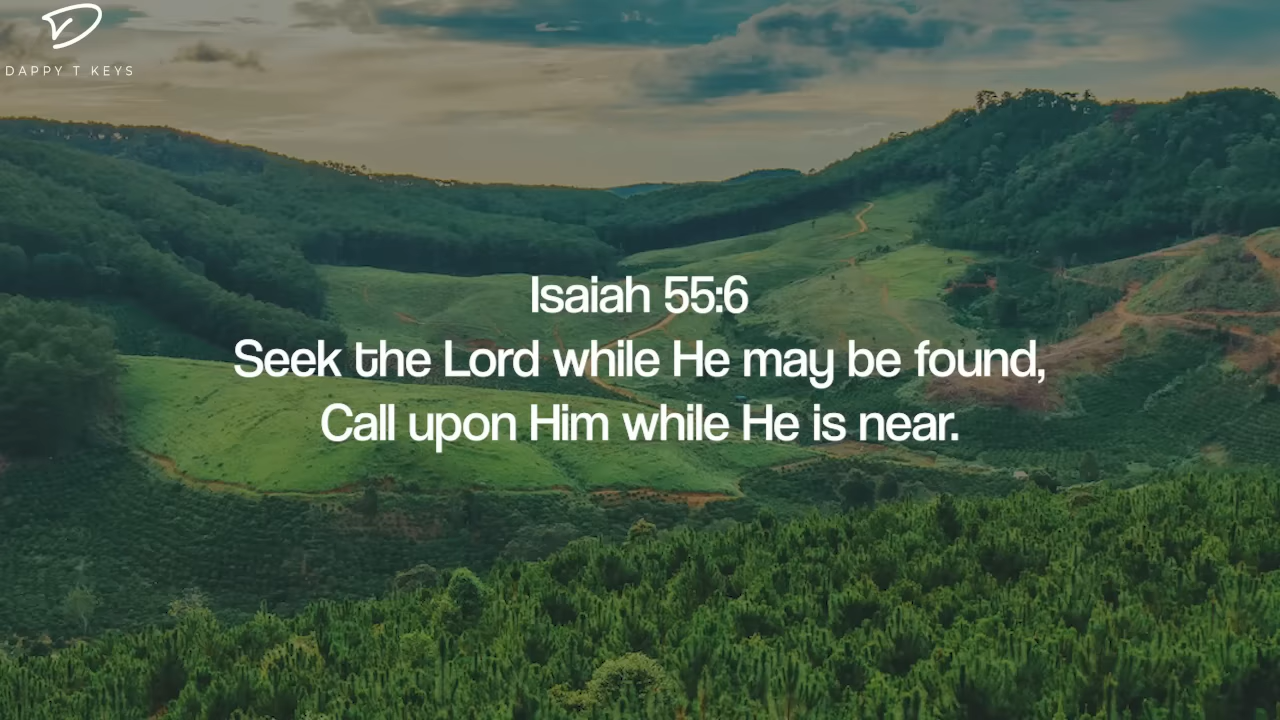 DAPPY T KEYS
Isaiah 55:6
Seek the Lord while He may be found,
Call upon Him while He is near.